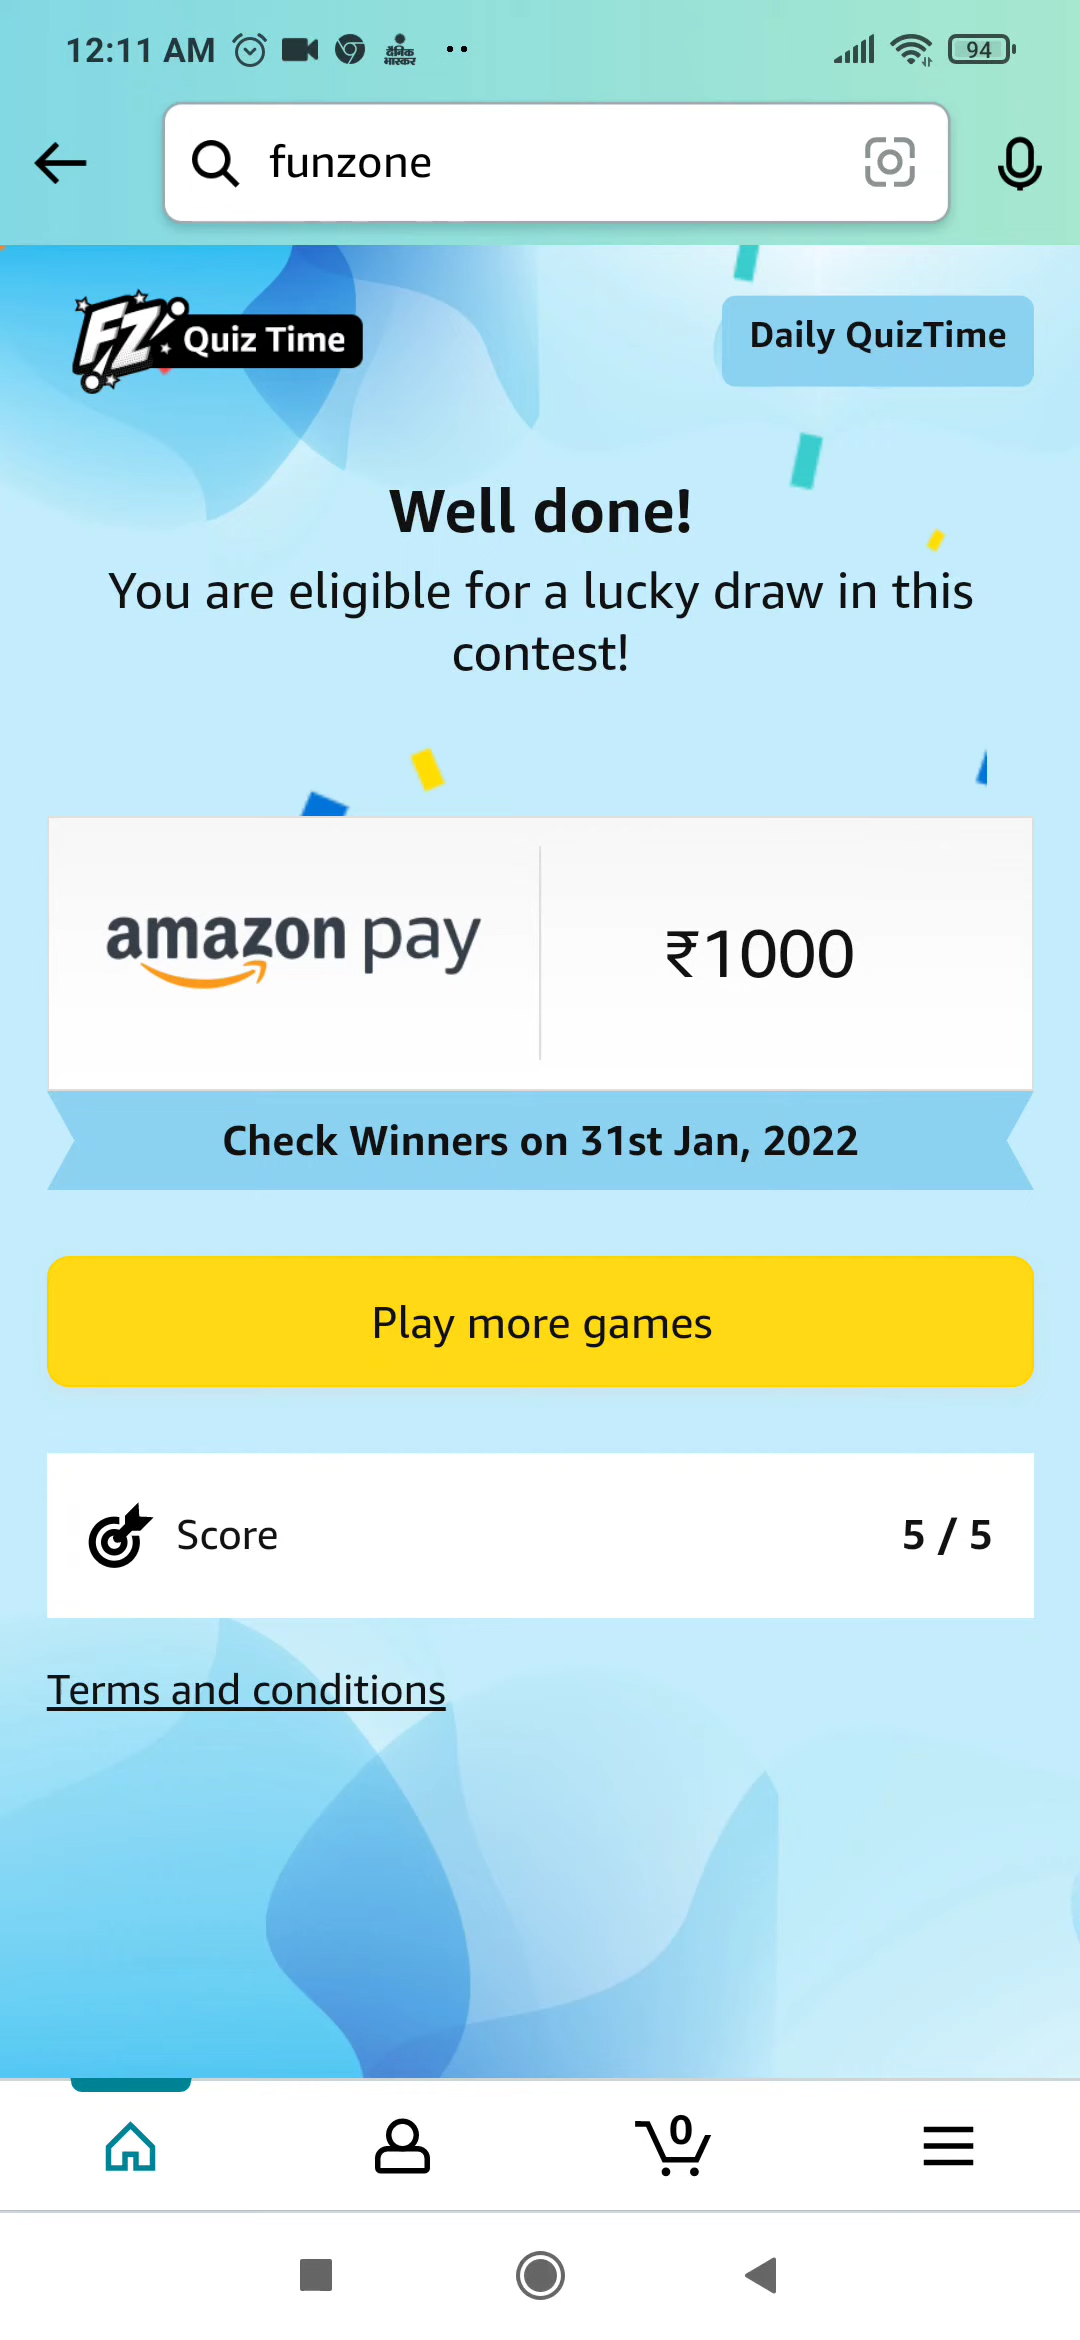 12:11 AM
दैनिक
भास्कर
94
funzone
FZ Quiz Time
Daily QuizTime
Well done!
You are eligible for a lucky draw in this
contest!
amazon pay
₹1000
Check Winners on 31st Jan, 2022
Play more games
Score
5 / 5
Terms and conditions
0